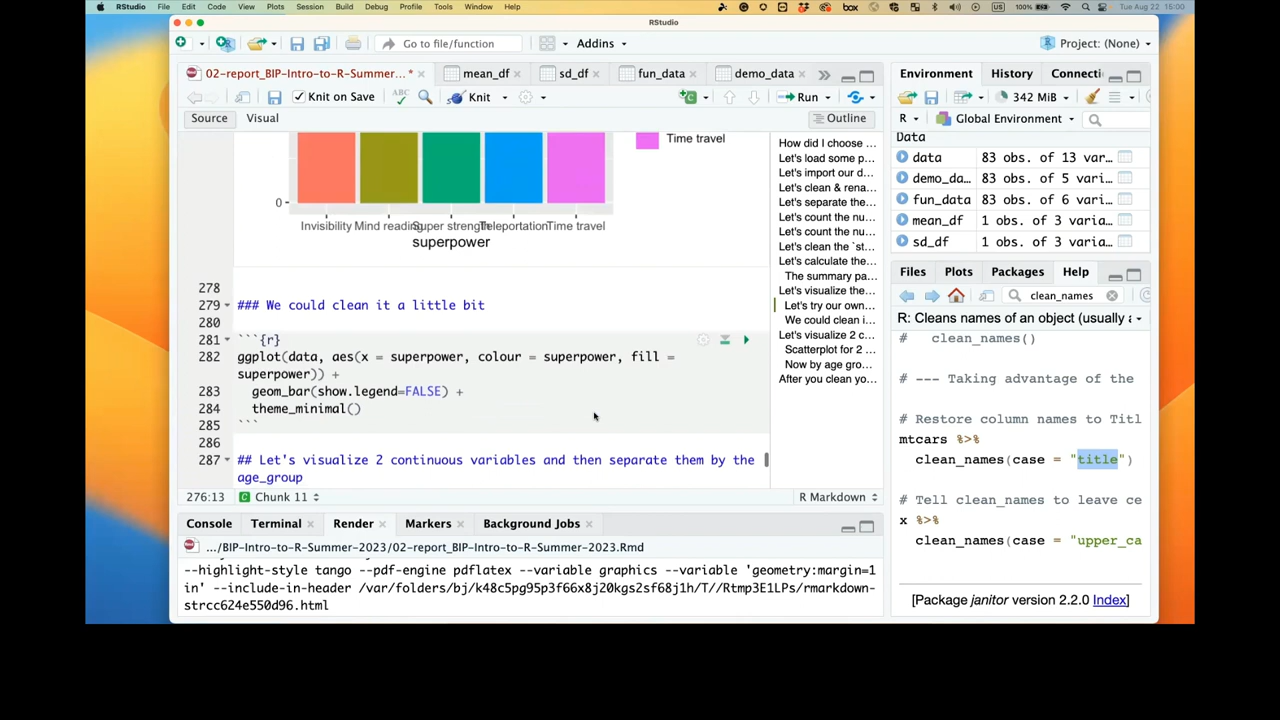 RStudio File Edit Code View Plots Session Build Debug Profile Tools Window Help box US 100% Tue Aug 22 15:00
RStudio
Go to file/function Addins Project: (None)
02-report_BIP-Intro-to-R-Summer...* mean_df sd_df fun_data demo_data
Knit on Save ABC Knit Run
Source Visual Outline
Time travel
0
Invisibility Mind reading Super strength Teleportation Time travel
superpower
278
279 ### We could clean it a little bit
280
281 ```{r}
282 ggplot(data, aes(x = superpower, colour = superpower, fill =
superpower)) +
283 geom_bar(show.legend=FALSE) +
284 theme_minimal()
285 ```
286
287 ## Let's visualize 2 continuous variables and then separate them by the
age_group
276:13 Chunk 11 R Markdown
How did I choose ...
Let's load some p...
Let's import our d...
Let's clean & rena...
Let's separate the...
Let's count the nu...
Let's count the nu...
Let's clean the `st...
Let's calculate the...
The summary pa...
Let's visualize the...
Let's try our own...
We could clean i...
Let's visualize 2 c...
Scatterplot for 2 ...
Now by age gro...
After you clean yo...
Console Terminal Render Markers Background Jobs
.../BIP-Intro-to-R-Summer-2023/02-report_BIP-Intro-to-R-Summer-2023.Rmd
--highlight-style tango --pdf-engine pdflatex --variable graphics --variable 'geometry:margin=1
in' --include-in-header /var/folders/bj/k48c5pg95p3f66x8j20kgs2sf68j1h/T//Rtmp3E1LPs/rmarkdown-
strcc624e550d96.html
Environment History Connecti
342 MiB
R Global Environment
Data
data 83 obs. of 13 var...
demo_da... 83 obs. of 5 vari...
fun_data 83 obs. of 6 var...
mean_df 1 obs. of 3 varia...
sd_df 1 obs. of 3 varia...
Files Plots Packages Help
clean_names
R: Cleans names of an object (usually a
# clean_names()
# --- Taking advantage of the
# Restore column names to Titl
mtcars %>%
clean_names(case = "title")
# Tell clean_names to leave ce
x %>%
clean_names(case = "upper_ca
[Package janitor version 2.2.0 Index]